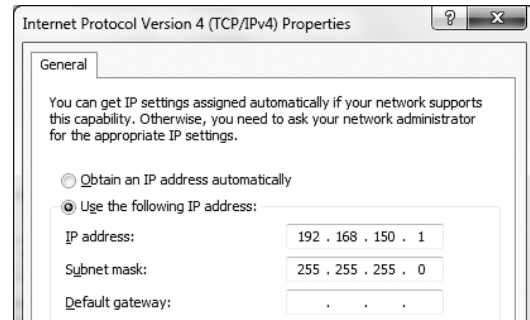 Internet Protocol Version 4 (TCP/IPv4) Properties
General
You can get IP settings assigned automatically if your network supports
this capability. Otherwise, you need to ask your network administrator
for the appropriate IP settings.
Obtain an IP address automatically
Use the following IP address:
IP address: 192 . 168 . 150 . 1
Subnet mask: 255 . 255 . 255 . 0
Default gateway: . . .